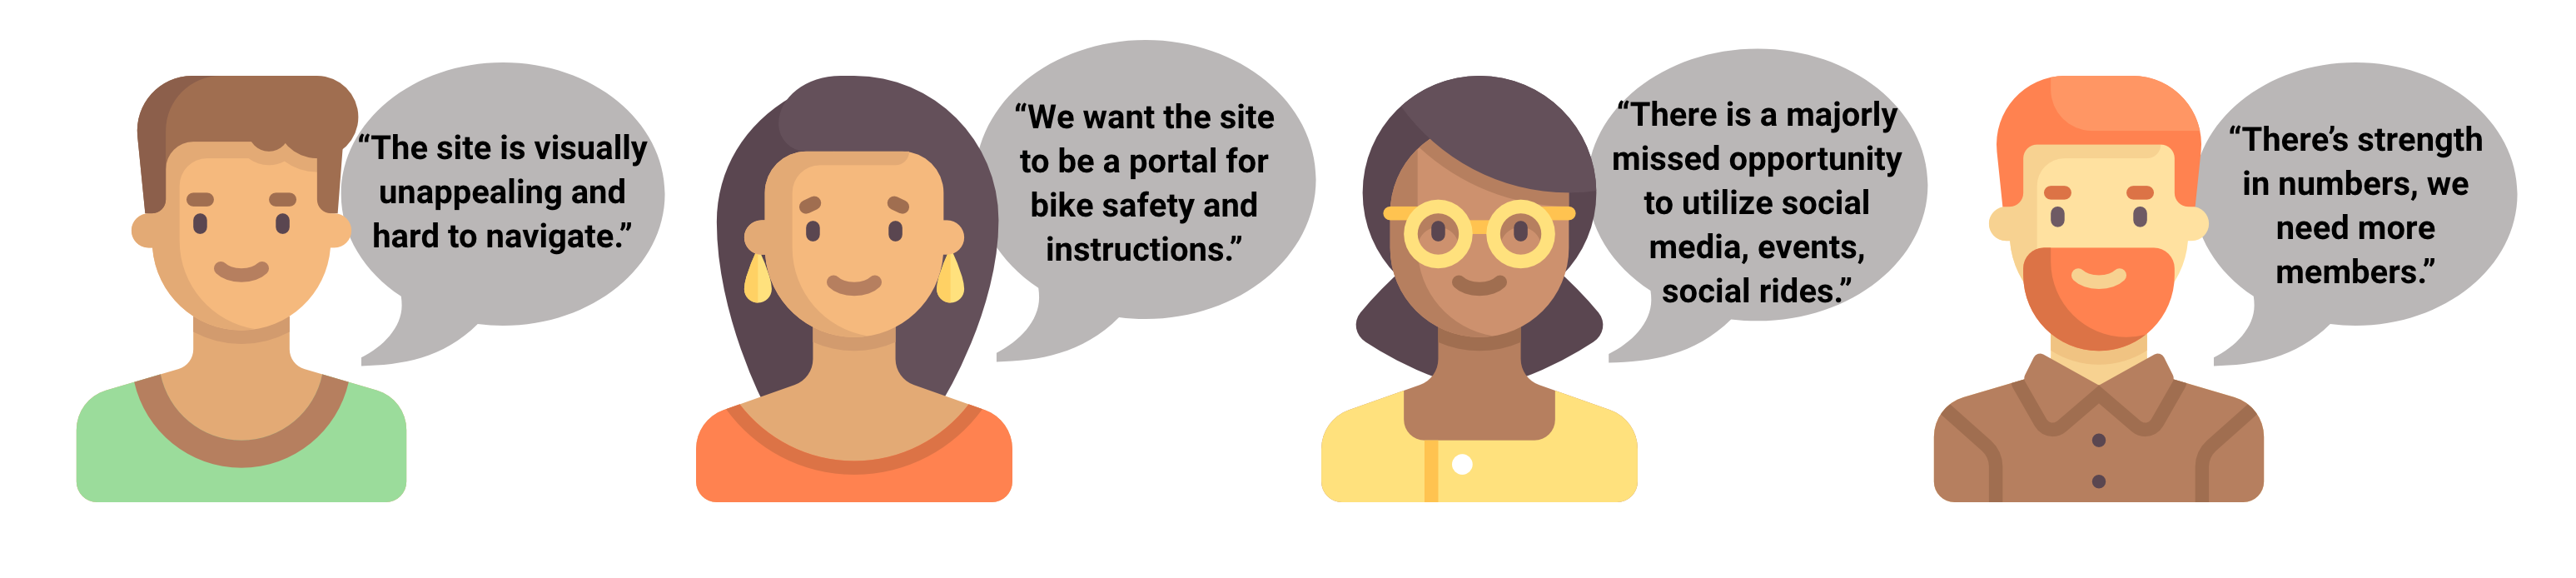 “The site is visually
unappealing and
hard to navigate.”
“We want the site
to be a portal for
bike safety and
instructions.”
“There is a majorly
missed opportunity
to utilize social
media, events,
social rides.”
“There’s strength
in numbers, we
need more
members.”